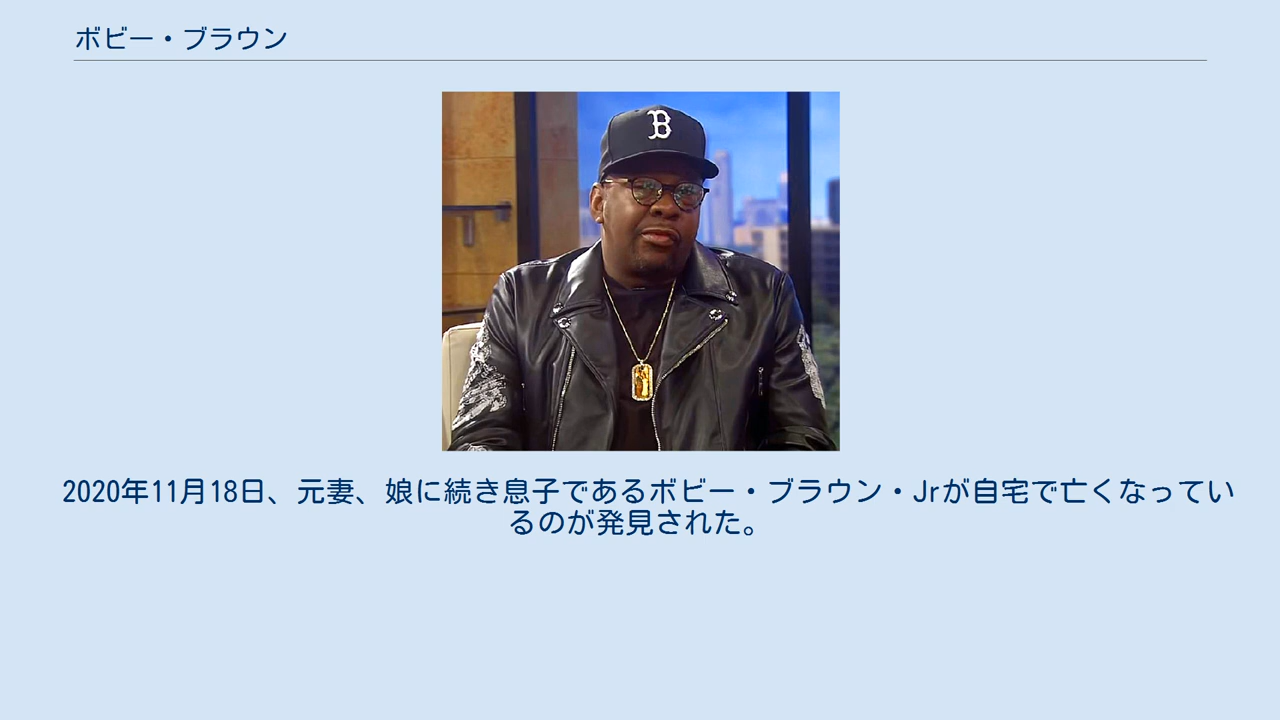 ボビー・ブラウン
B
2020年11月18日、元妻、娘に続き息子であるボビー・ブラウン・Jrが自宅で亡くなってい
るのが発見された。